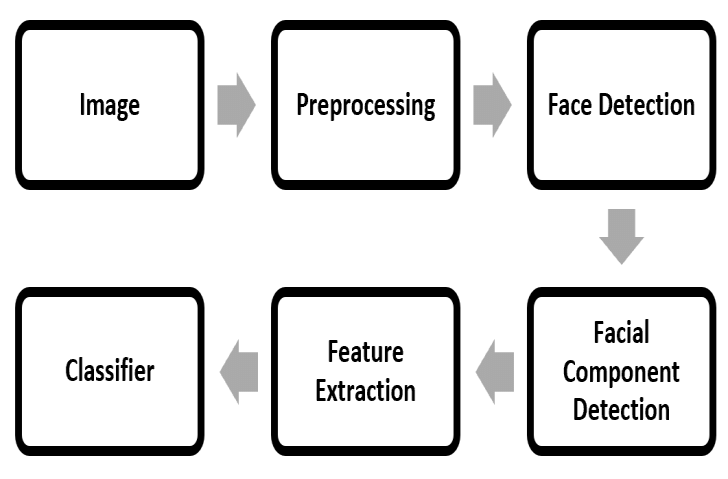 Image
Preprocessing
Face Detection
Facial
Component
Detection
Feature
Extraction
Classifier